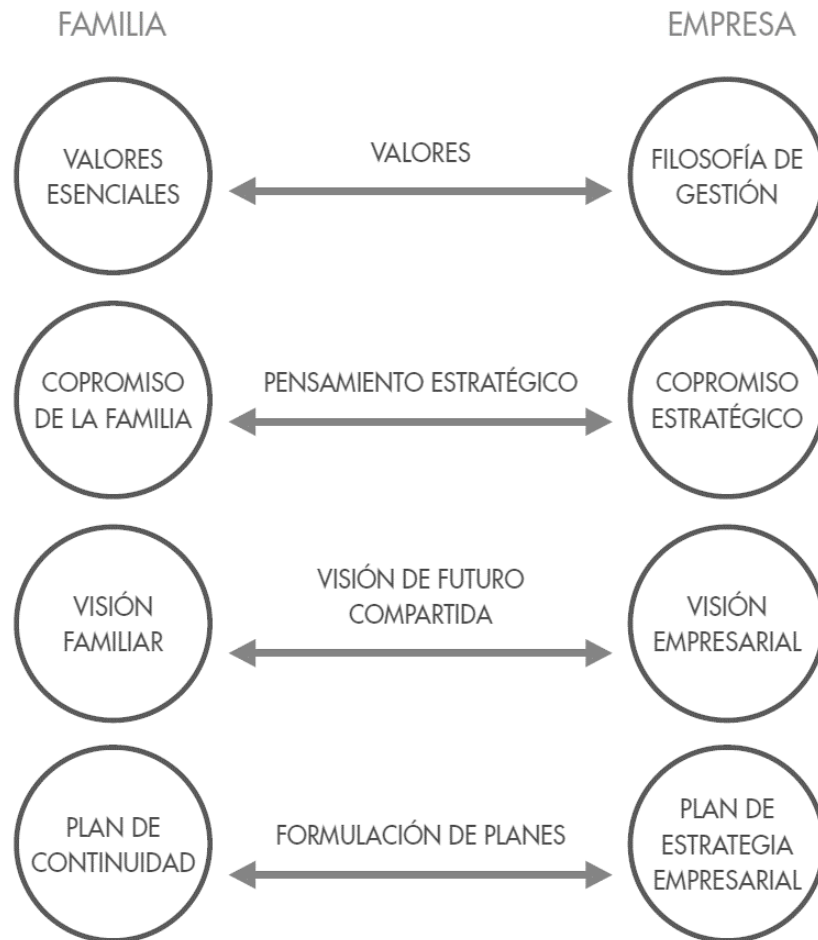 FAMILIA
EMPRESA
VALORES
ESENCIALES
VALORES
FILOSOFÍA DE
GESTIÓN
COPROMISO
DE LA FAMILIA
PENSAMIENTO ESTRATÉGICO
COPROMISO
ESTRATÉGICO
VISIÓN
FAMILIAR
VISIÓN DE FUTURO
COMPARTIDA
VISIÓN
EMPRESARIAL
PLAN DE
CONTINUIDAD
FORMULACIÓN DE PLANES
PLAN DE
ESTRATEGIA
EMPRESARIAL